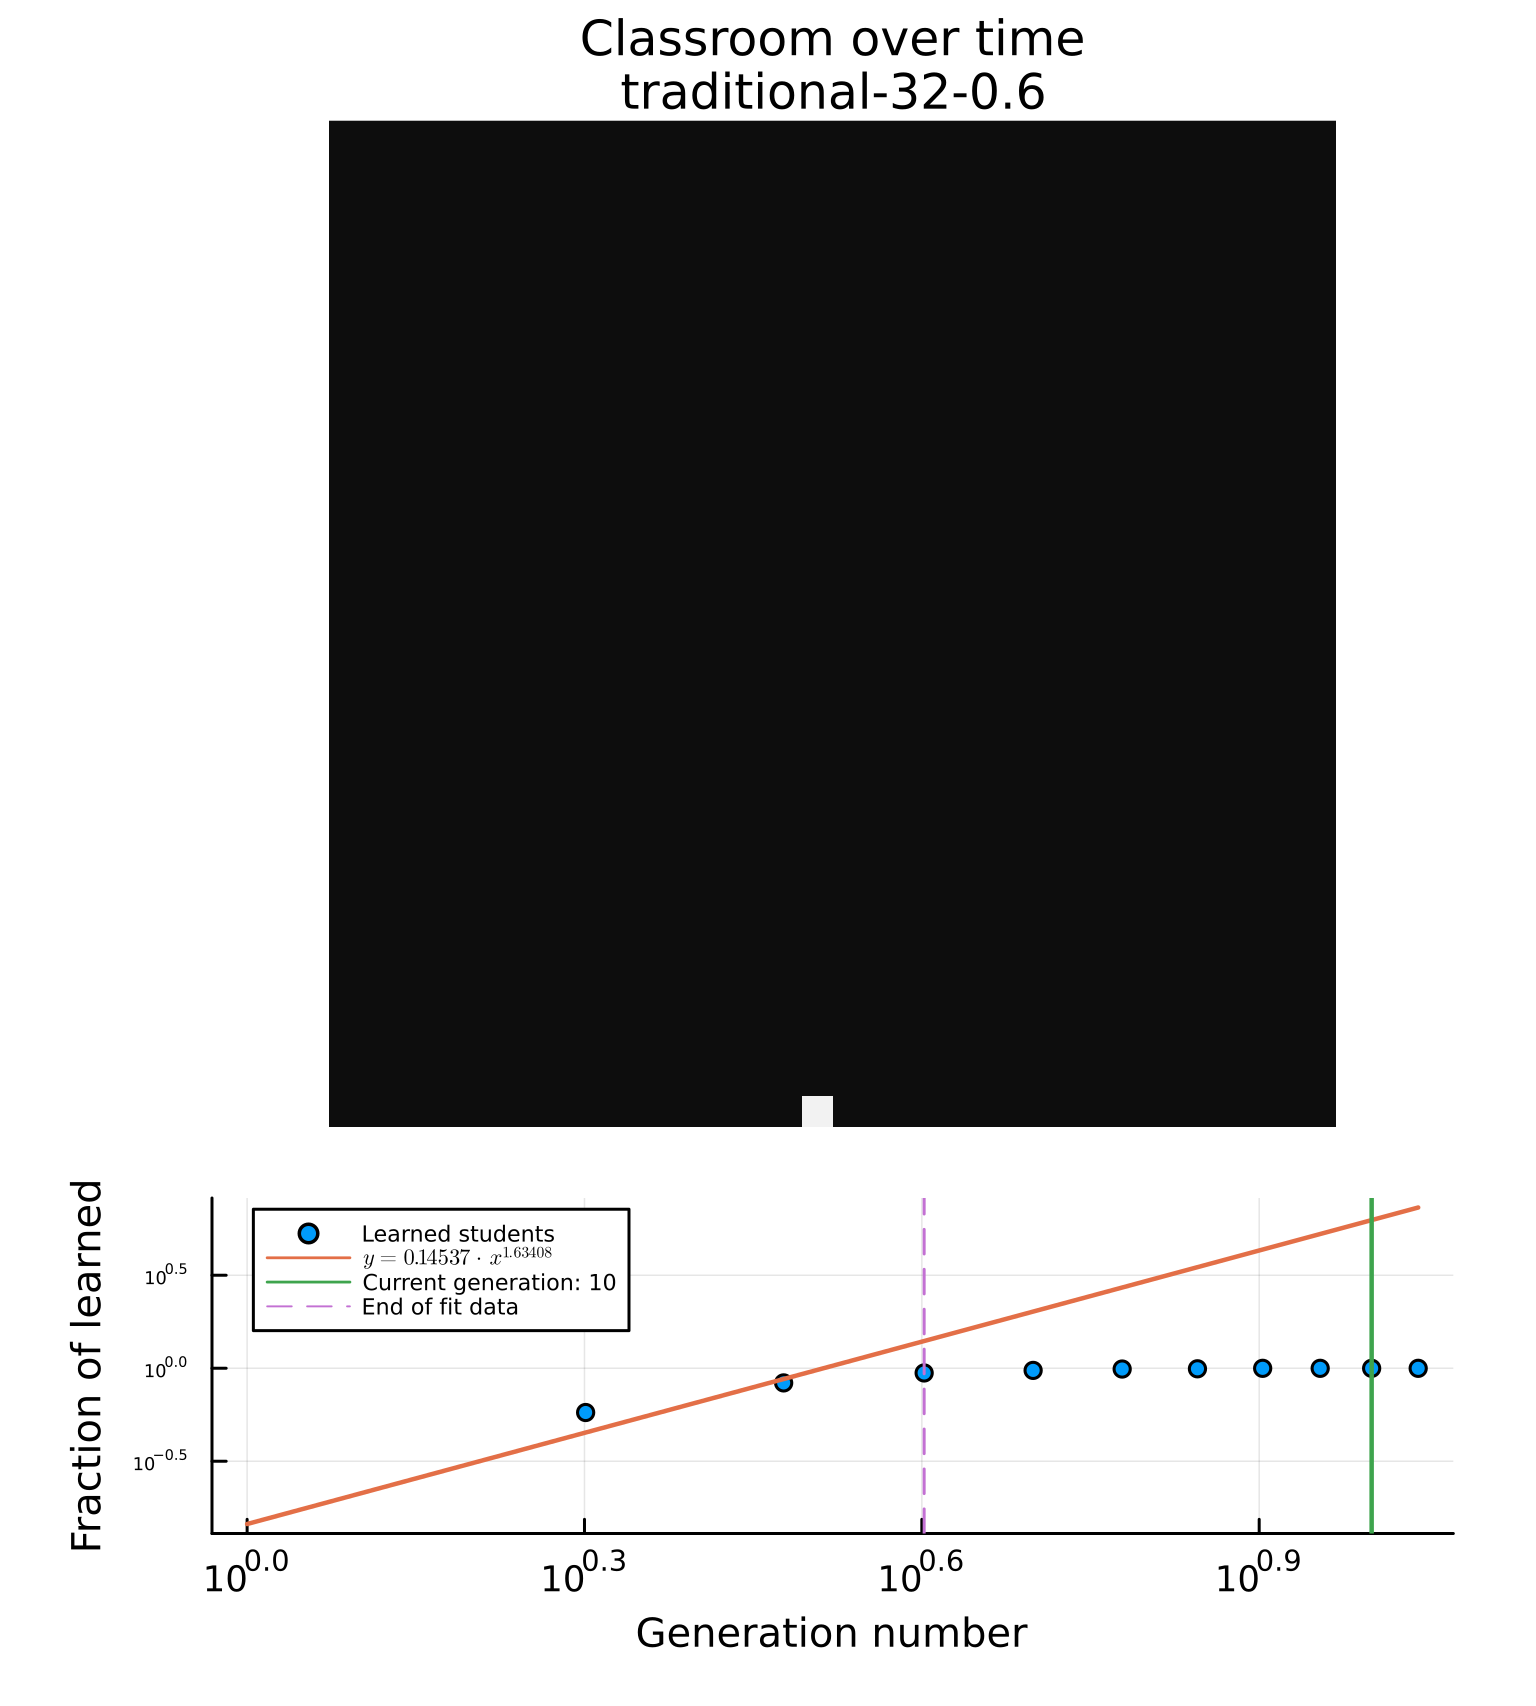 Classroom over time
traditional-32-0.6
Fraction of learned
Learned students
y = 0.14537 · x^1.63408
Current generation: 10
End of fit data
10^0.5
10^0.0
10^−0.5
10^0.0 10^0.3 10^0.6 10^0.9
Generation number